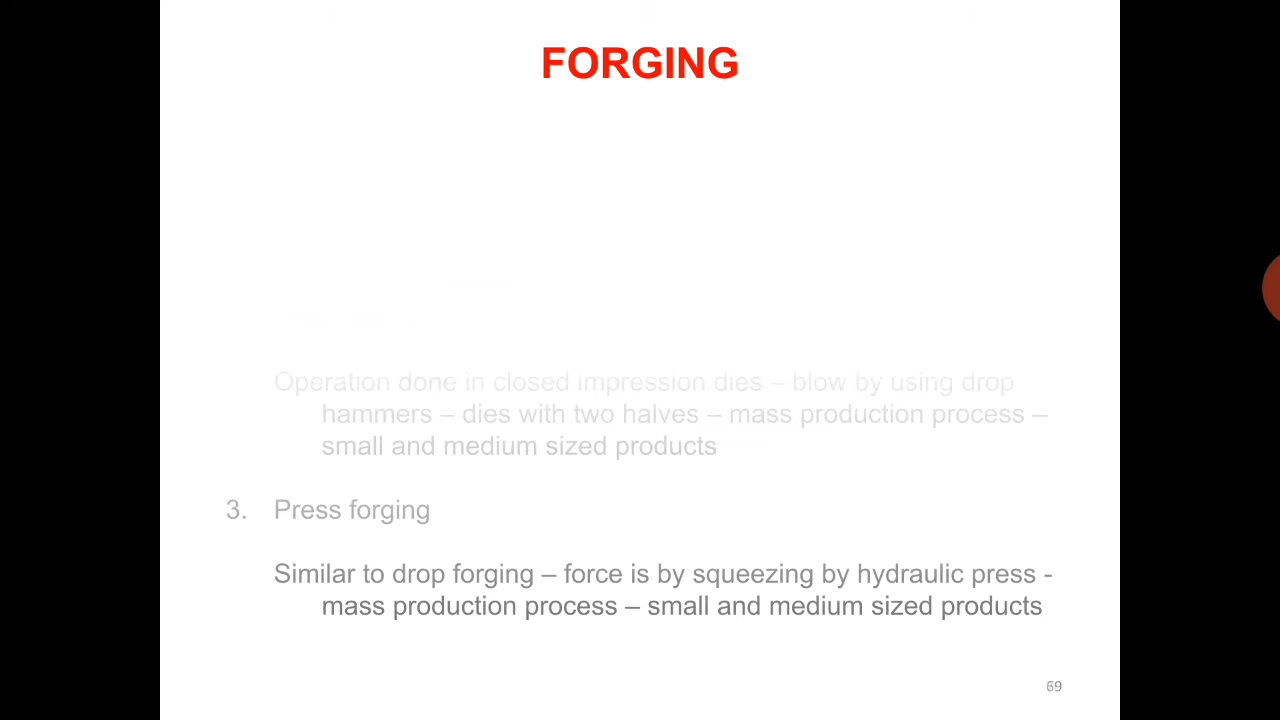 FORGING
Operation done in closed impression dies – blow by using drop
hammers – dies with two halves – mass production process –
small and medium sized products
3. Press forging
Similar to drop forging – force is by squeezing by hydraulic press -
mass production process – small and medium sized products
69